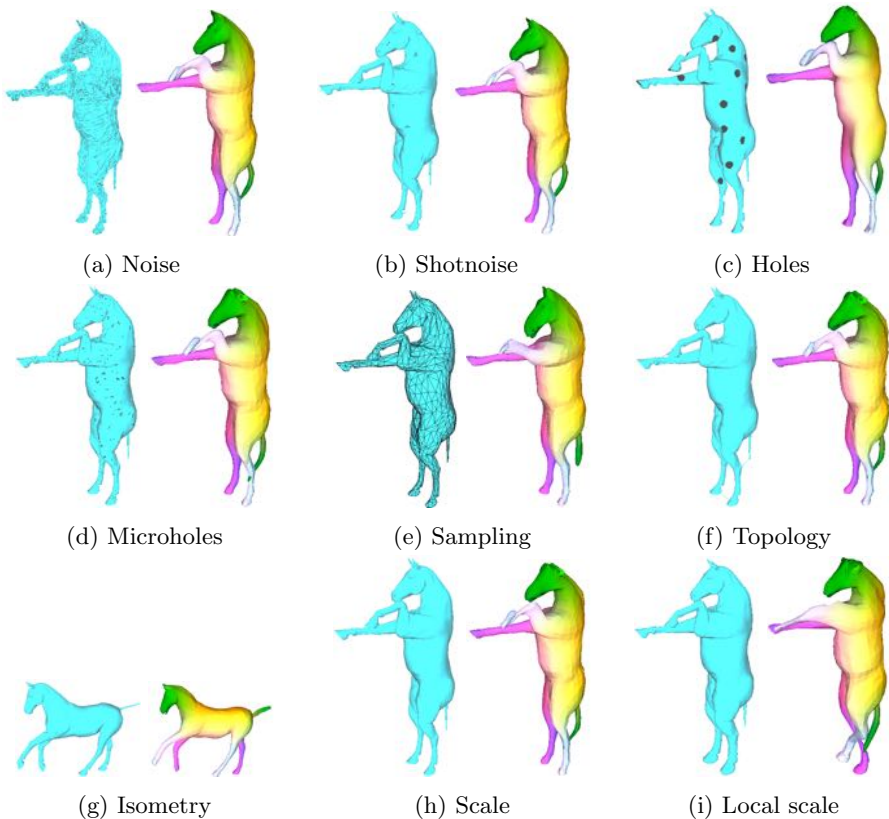 (a) Noise
(b) Shotnoise
(c) Holes
(d) Microholes
(e) Sampling
(f) Topology
(g) Isometry
(h) Scale
(i) Local scale